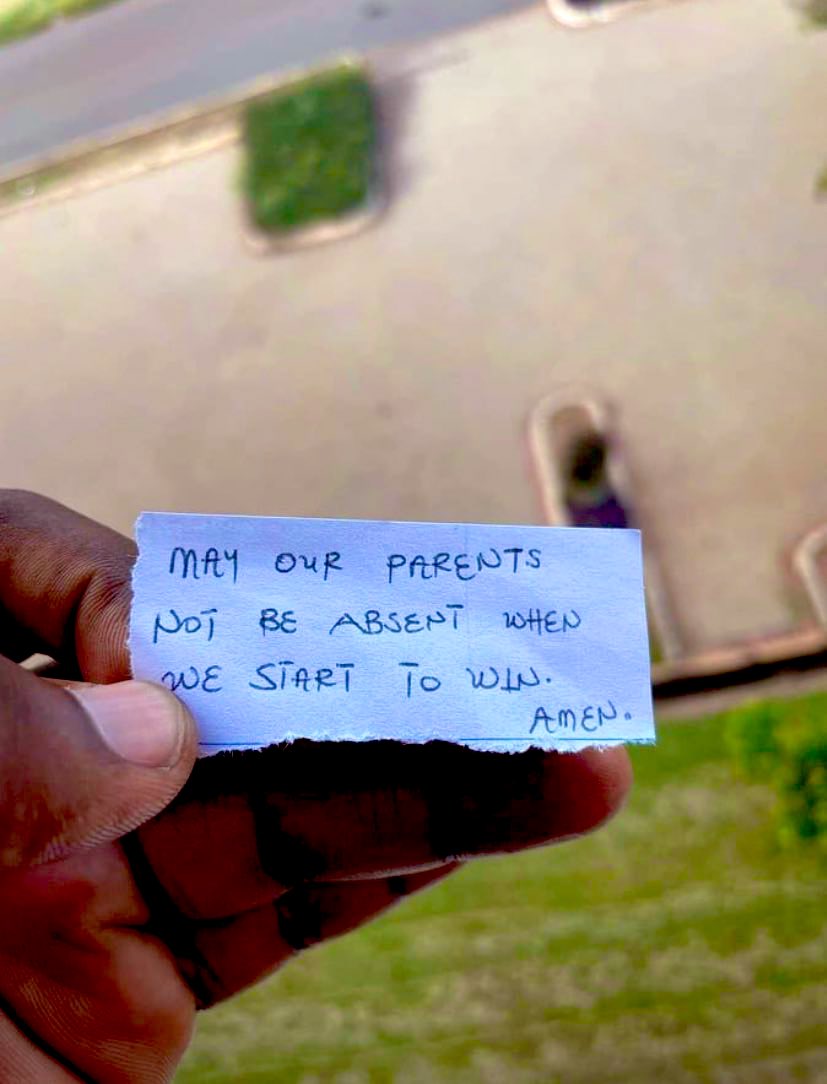 MAY OUR PARENTS
NOT BE ABSENT WHEN
WE START TO WIN.
AMEN.